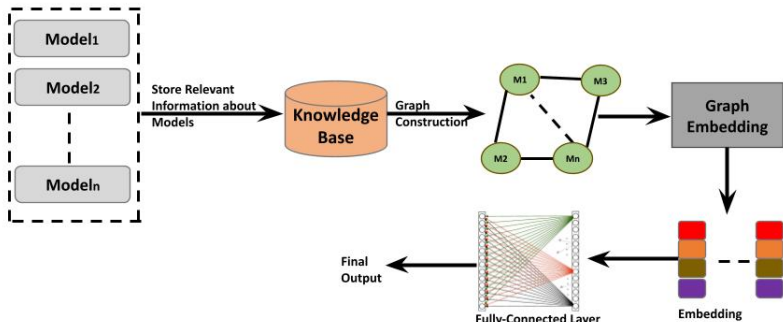 Model1
Model2
Modeln
Store Relevant
Information about
Models
Knowledge
Base
Graph
Construction
M1
M3
M2
Mn
Graph
Embedding
Embedding
Fully-Connected Layer
Final
Output